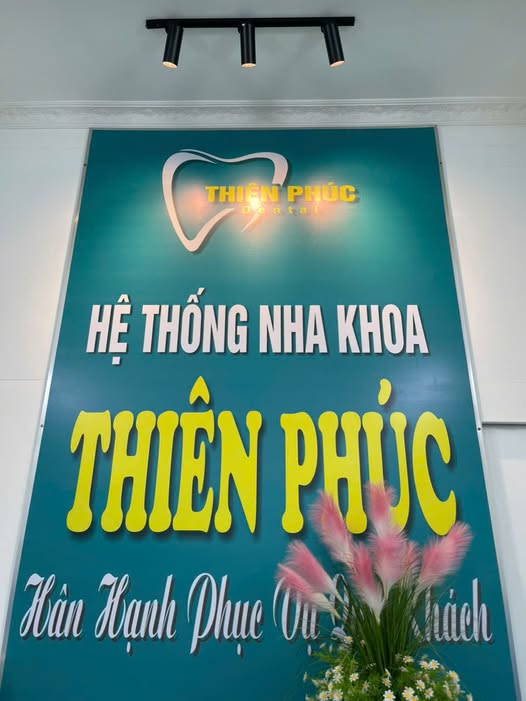 THIÊN PHÚC
Dental
HỆ THỐNG NHA KHOA
THIÊN PHÚC
Hân Hạnh Phục Vụ Khách